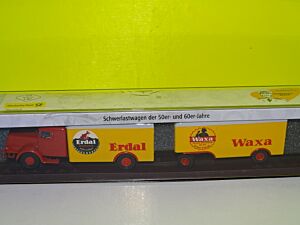 Schwerlastwagen der 50er- und 60er-Jahre
Erdal Erdal Waxa Waxa